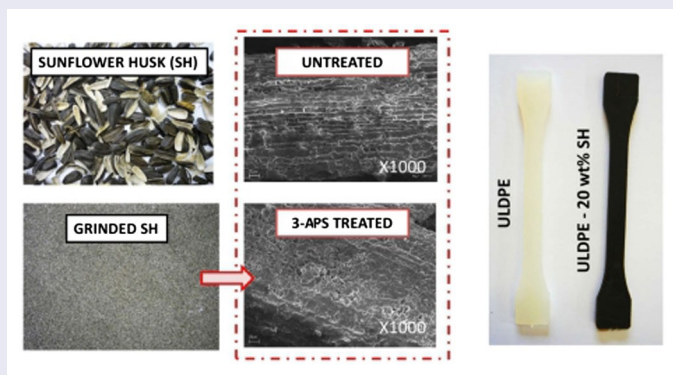 SUNFLOWER HUSK (SH)
UNTREATED
X1000
GRINDED SH
3-APS TREATED
X1000
ULDPE
ULDPE - 20 wt% SH